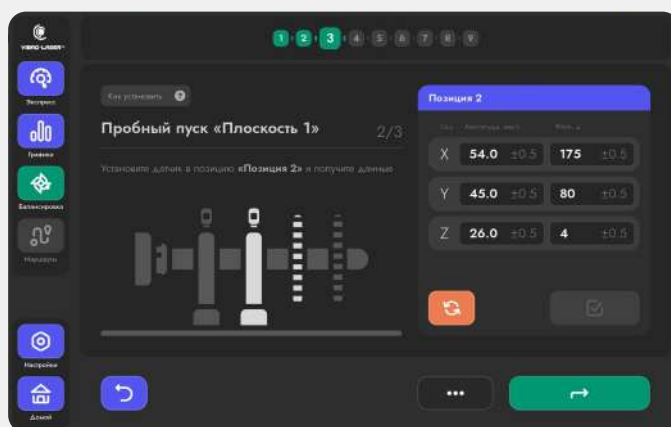 VIBRO-LASER™
1 2 3 4 5 6 7 8 9
Экспресс
Графики
Балансировка
Маршруты
Настройки
Домой
Как установить ?
Пробный пуск «Плоскость 1» 2/3
Установите датчик в позицию «Позиция 2» и получите данные
Позиция 2
X 54.0 ±0.5 175 ±0.5
Y 45.0 ±0.5 80 ±0.5
Z 26.0 ±0.5 4 ±0.5